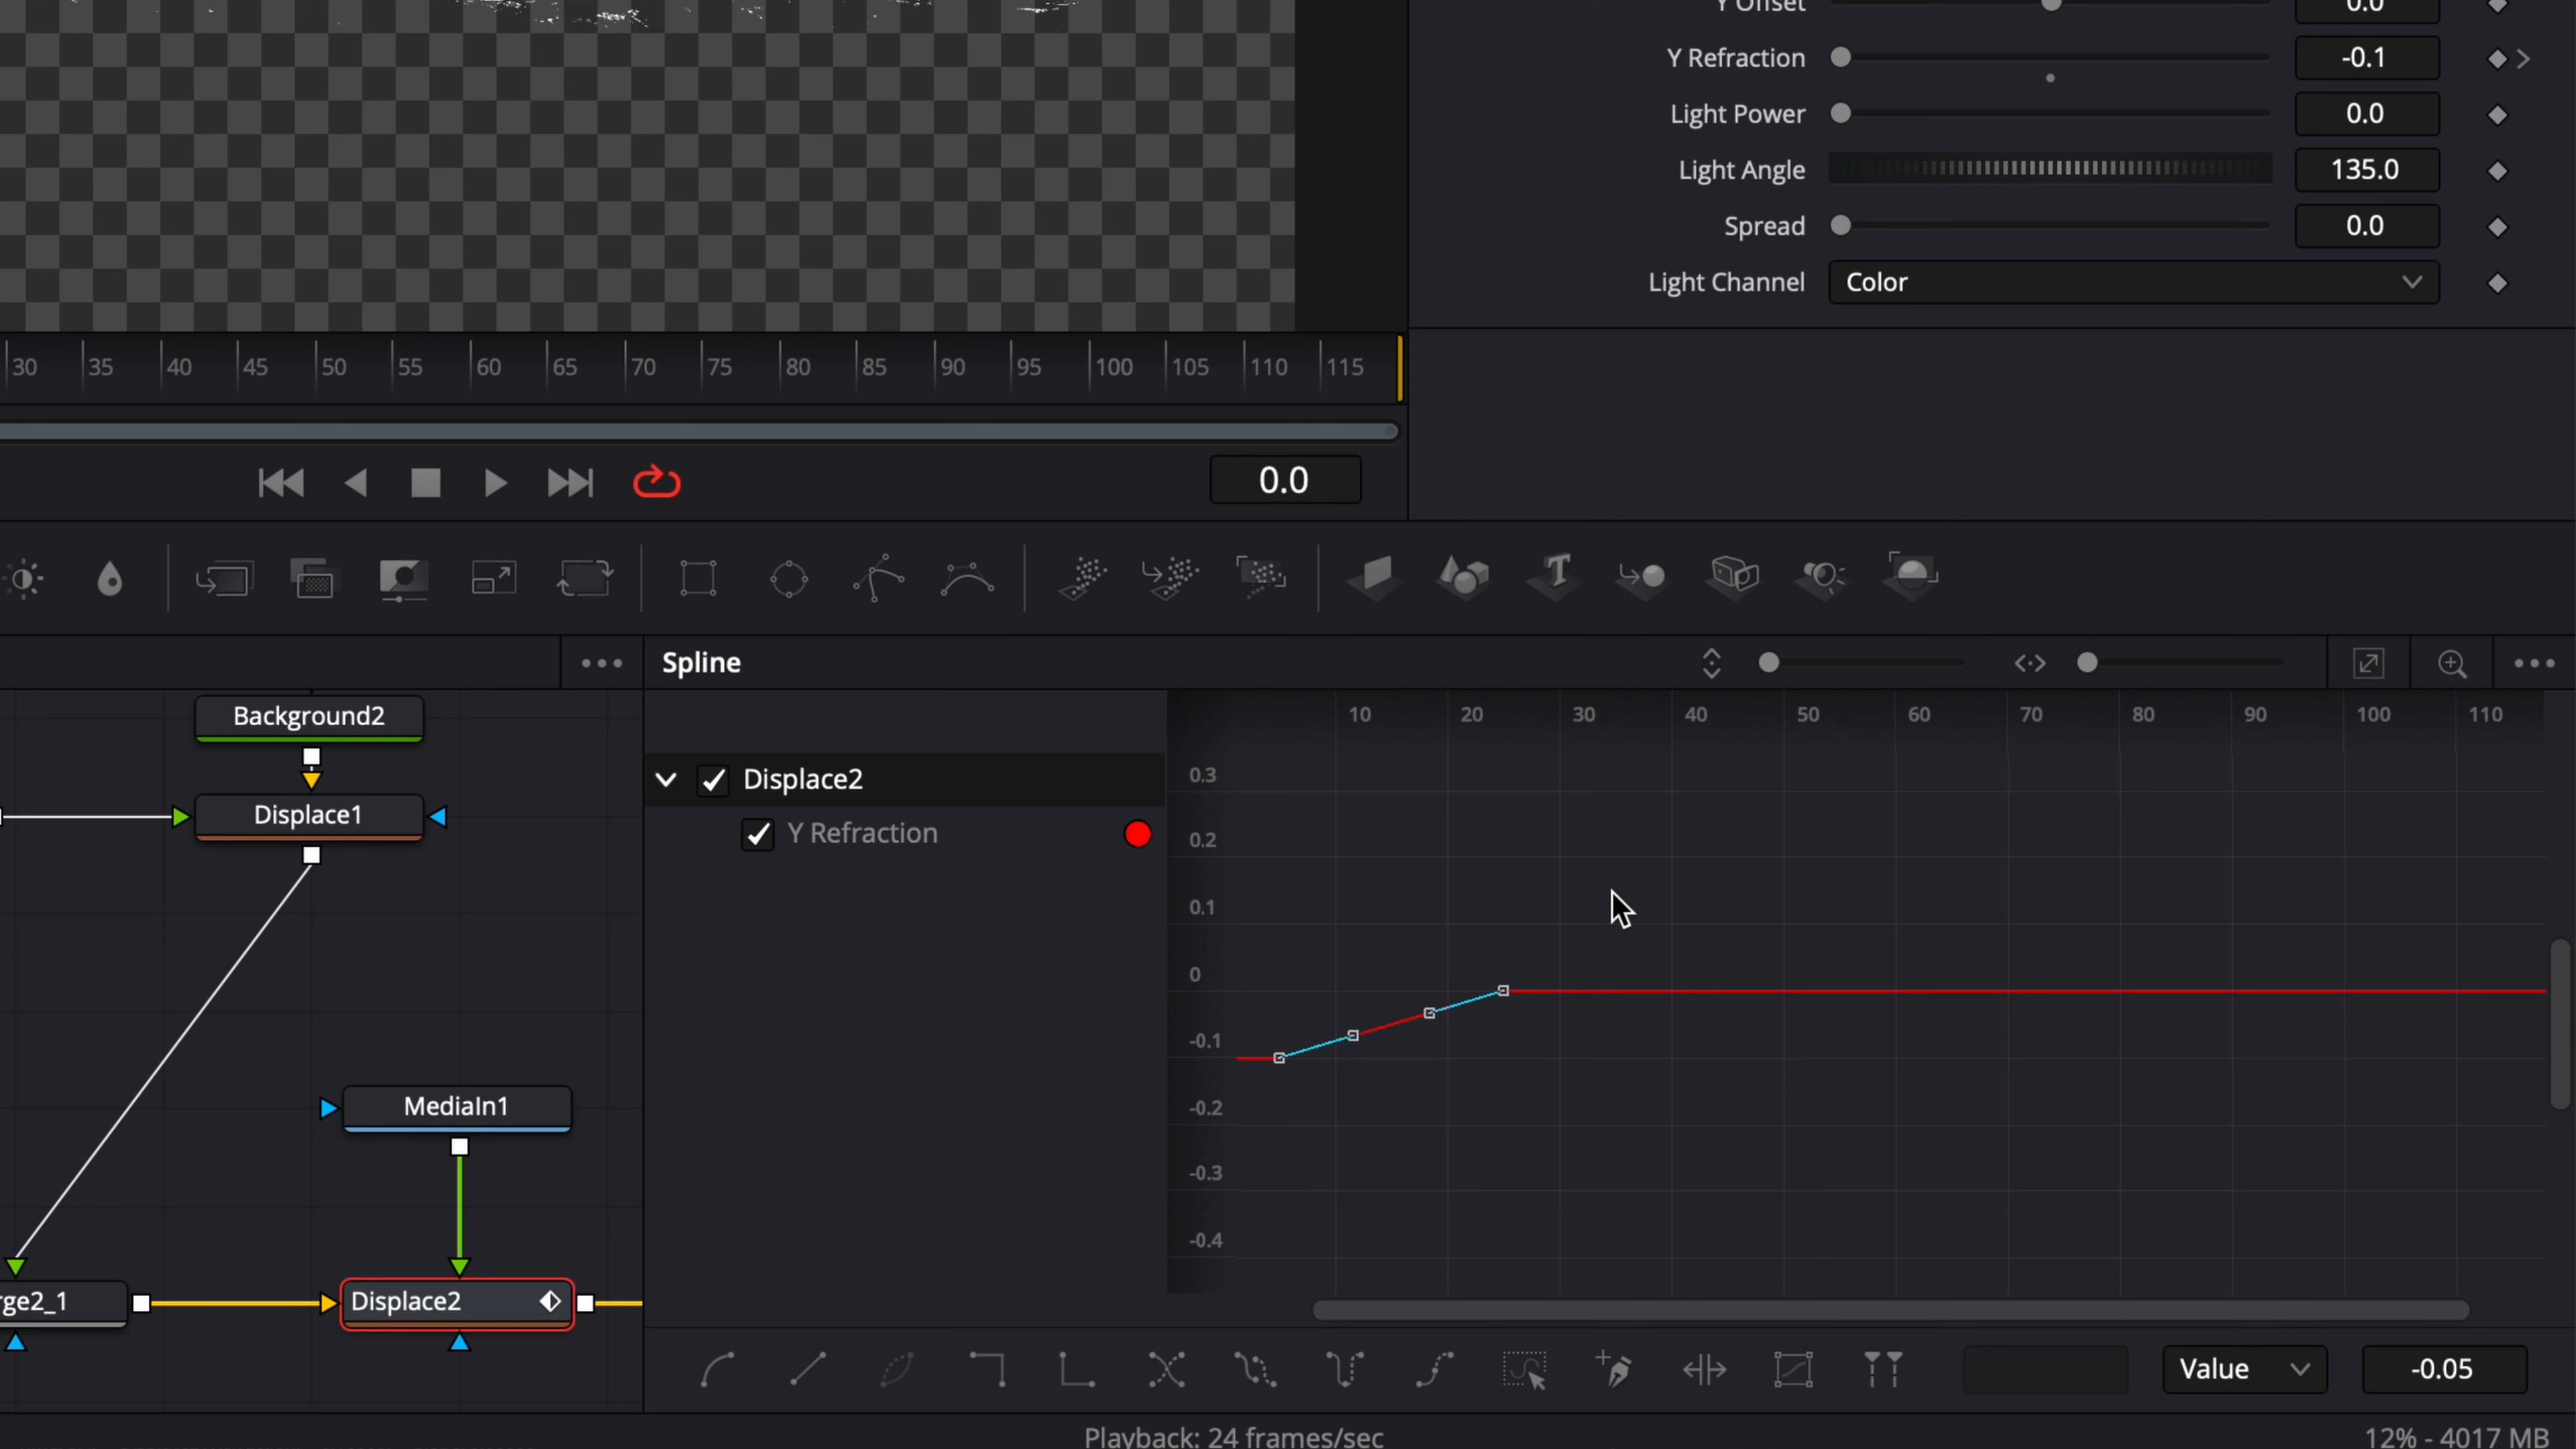 Y Offset
0.0
Y Refraction
-0.1
Light Power
0.0
Light Angle
135.0
Spread
0.0
Light Channel
Color
30 35 40 45 50 55 60 65 70 75 80 85 90 95 100 105 110 115
0.0
Spline
Background2
Displace1
MediaIn1
rge2_1
Displace2
Displace2
Y Refraction
10 20 30 40 50 60 70 80 90 100 110
0.3
0.2
0.1
0
-0.1
-0.2
-0.3
-0.4
Value
-0.05
Playback: 24 frames/sec
12% - 4017 MB